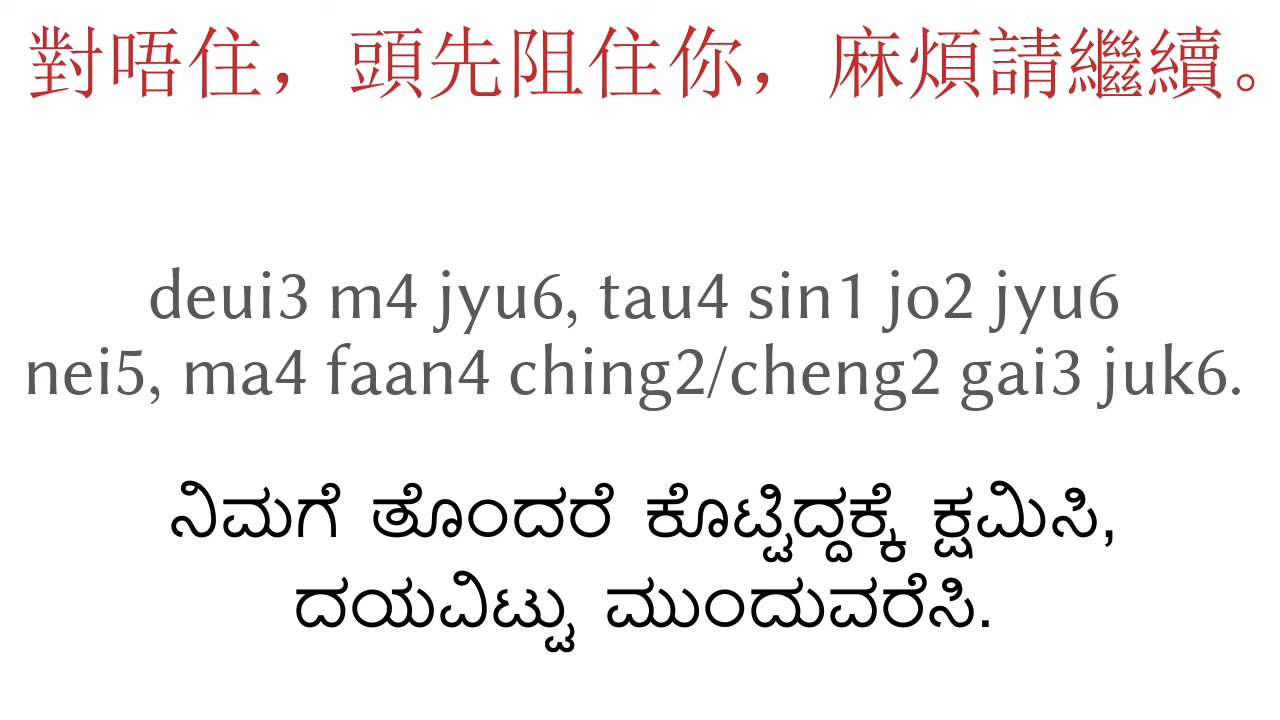 對唔住，頭先阻住你，麻煩請繼續。
deui3 m4 jyu6, tau4 sin1 jo2 jyu6
nei5, ma4 faan4 ching2/cheng2 gai3 juk6.
ನಿಮಗೆ ತೊಂದರೆ ಕೊಟ್ಟಿದ್ದಕ್ಕೆ ಕ್ಷಮಿಸಿ,
ದಯವಿಟ್ಟು ಮುಂದುವರೆಸಿ.